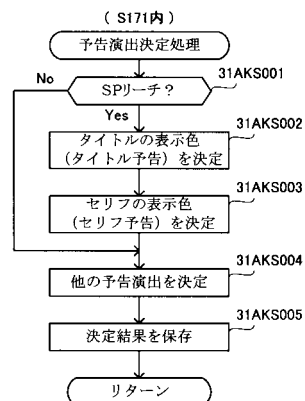 ( S171内 )
予告演出決定処理
31AKS001
No
SPリーチ？
Yes
31AKS002
タイトルの表示色
(タイトル予告) を決定
31AKS003
セリフの表示色
(セリフ予告) を決定
31AKS004
他の予告演出を決定
31AKS005
決定結果を保存
リターン